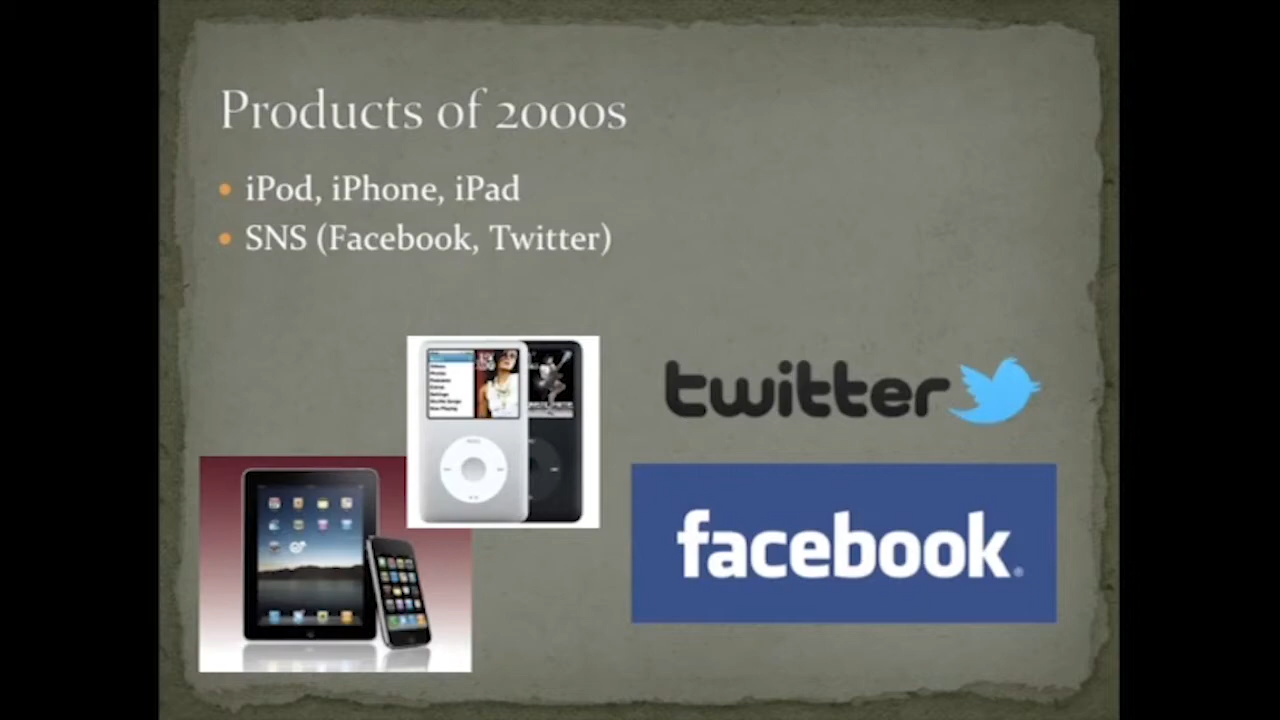 Products of 2000s
iPod, iPhone, iPad
SNS (Facebook, Twitter)
twitter
facebook